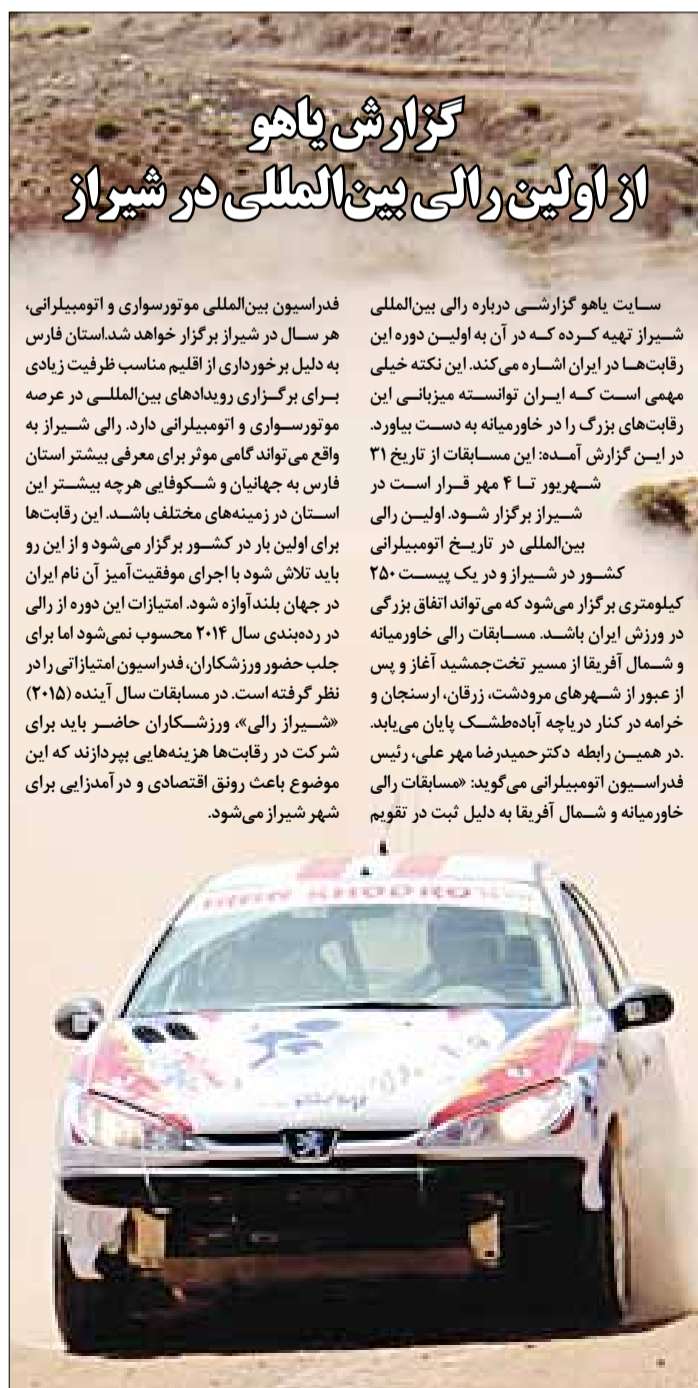 گزارش یاهو
از اولین رالی بین‌المللی در شیراز
سایت یاهو گزارشی درباره رالی بین‌المللی
شیراز تهیه کرده که در آن به اولین دوره این
رقابت‌ها در ایران اشاره می‌کند. این نکته خیلی
مهمی است که ایران توانسته میزبانی این
رقابت‌های بزرگ را در خاورمیانه به دست بیاورد.
در این گزارش آمده: این مسابقات از تاریخ ۳۱
شهریور تا ۴ مهر قرار است در
شیراز برگزار شود. اولین رالی
بین‌المللی در تاریخ اتومبیلرانی
کشور در شیراز و در یک پیست ۲۵۰
کیلومتری برگزار می‌شود که می‌تواند اتفاق بزرگی
در ورزش ایران باشد. مسابقات رالی خاورمیانه
و شمال آفریقا از مسیر تخت‌جمشید آغاز و پس
از عبور از شهرهای مرودشت، زرقان، ارسنجان و
خرامه در کنار دریاچه آباده‌طشک پایان می‌یابد.
.در همین رابطه دکترحمیدرضا مهر علی، رئیس
فدراسیون اتومبیلرانی می‌گوید: «مسابقات رالی
خاورمیانه و شمال آفریقا به دلیل ثبت در تقویم
فدراسیون بین‌المللی موتورسواری و اتومبیلرانی،
هر سال در شیراز برگزار خواهد شد.استان فارس
به دلیل برخورداری از اقلیم مناسب ظرفیت زیادی
برای برگزاری رویدادهای بین‌المللی در عرصه
موتورسواری و اتومبیلرانی دارد. رالی شیراز به
واقع می‌تواند گامی موثر برای معرفی بیشتر استان
فارس به جهانیان و شکوفایی هرچه بیشتر این
استان در زمینه‌های مختلف باشد. این رقابت‌ها
برای اولین بار در کشور برگزار می‌شود و از این رو
باید تلاش شود با اجرای موفقیت‌آمیز آن نام ایران
در جهان بلندآوازه شود. امتیازات این دوره از رالی
در رده‌بندی سال ۲۰۱۴ محسوب نمی‌شود اما برای
جلب حضور ورزشکاران، فدراسیون امتیازاتی را در
نظر گرفته است. در مسابقات سال آینده (۲۰۱۵)
«شیراز رالی»، ورزشکاران حاضر باید برای
شرکت در رقابت‌ها هزینه‌هایی بپردازند که این
موضوع باعث رونق اقتصادی و درآمدزایی برای
شهر شیراز می‌شود.
IRAN KHODRO